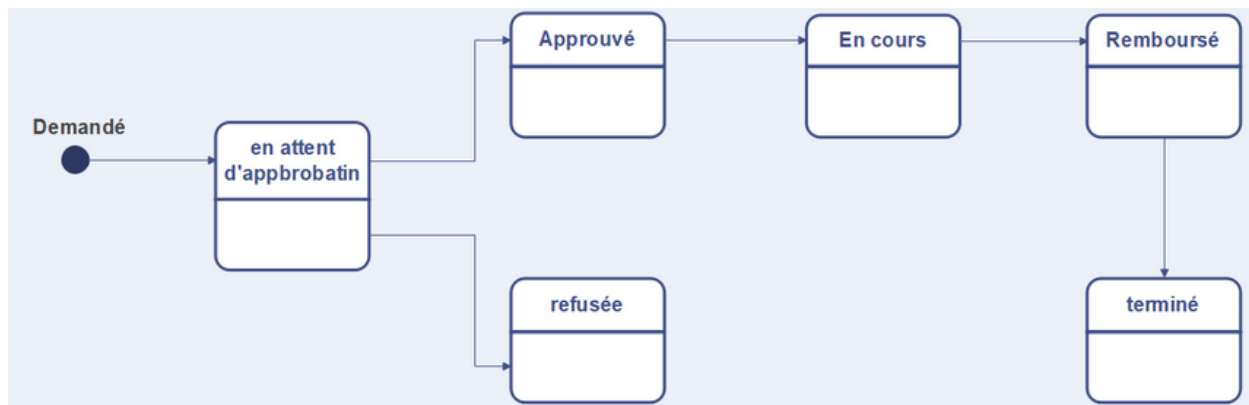 Demandé
en attent
d'appbrobatin
Approuvé
En cours
Remboursé
refusée
terminé